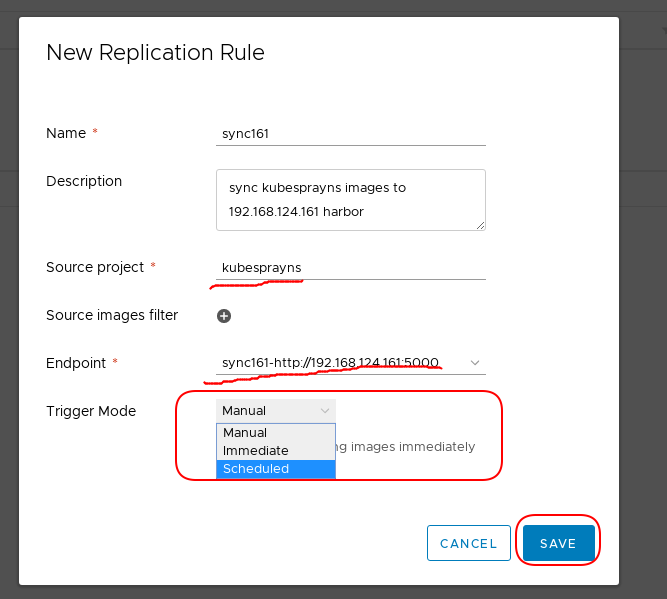 New Replication Rule
Name *
sync161
Description
sync kubesprayns images to
192.168.124.161 harbor
Source project *
kubesprayns
Source images filter
Endpoint *
sync161-http://192.168.124.161:5000
Trigger Mode
Manual
Manual
Immediate
ng images immediately
Scheduled
CANCEL
SAVE